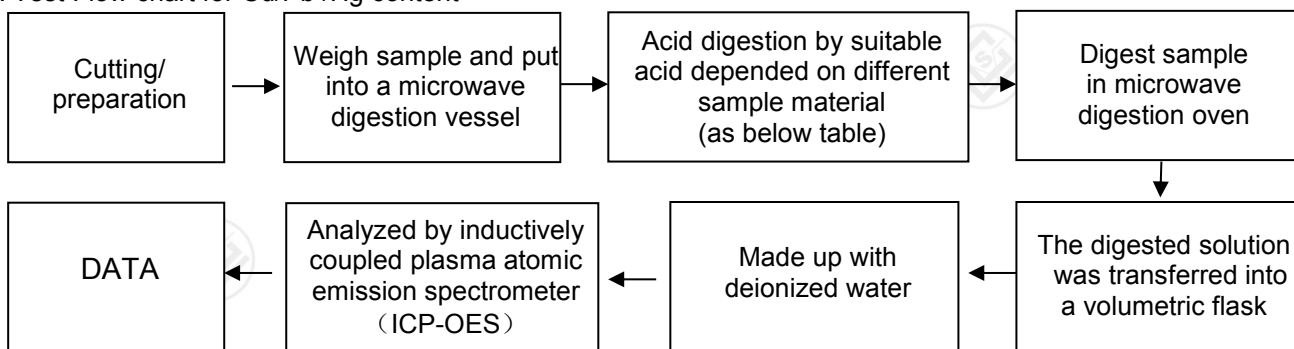 Test Flow chart for Cd/Pb/Hg content
Cutting/
preparation
Weigh sample and put
into a microwave
digestion vessel
Acid digestion by suitable
acid depended on different
sample material
(as below table)
Digest sample
in microwave
digestion oven
The digested solution
was transferred into
a volumetric flask
Made up with
deionized water
Analyzed by inductively
coupled plasma atomic
emission spectrometer
（ICP-OES）
DATA